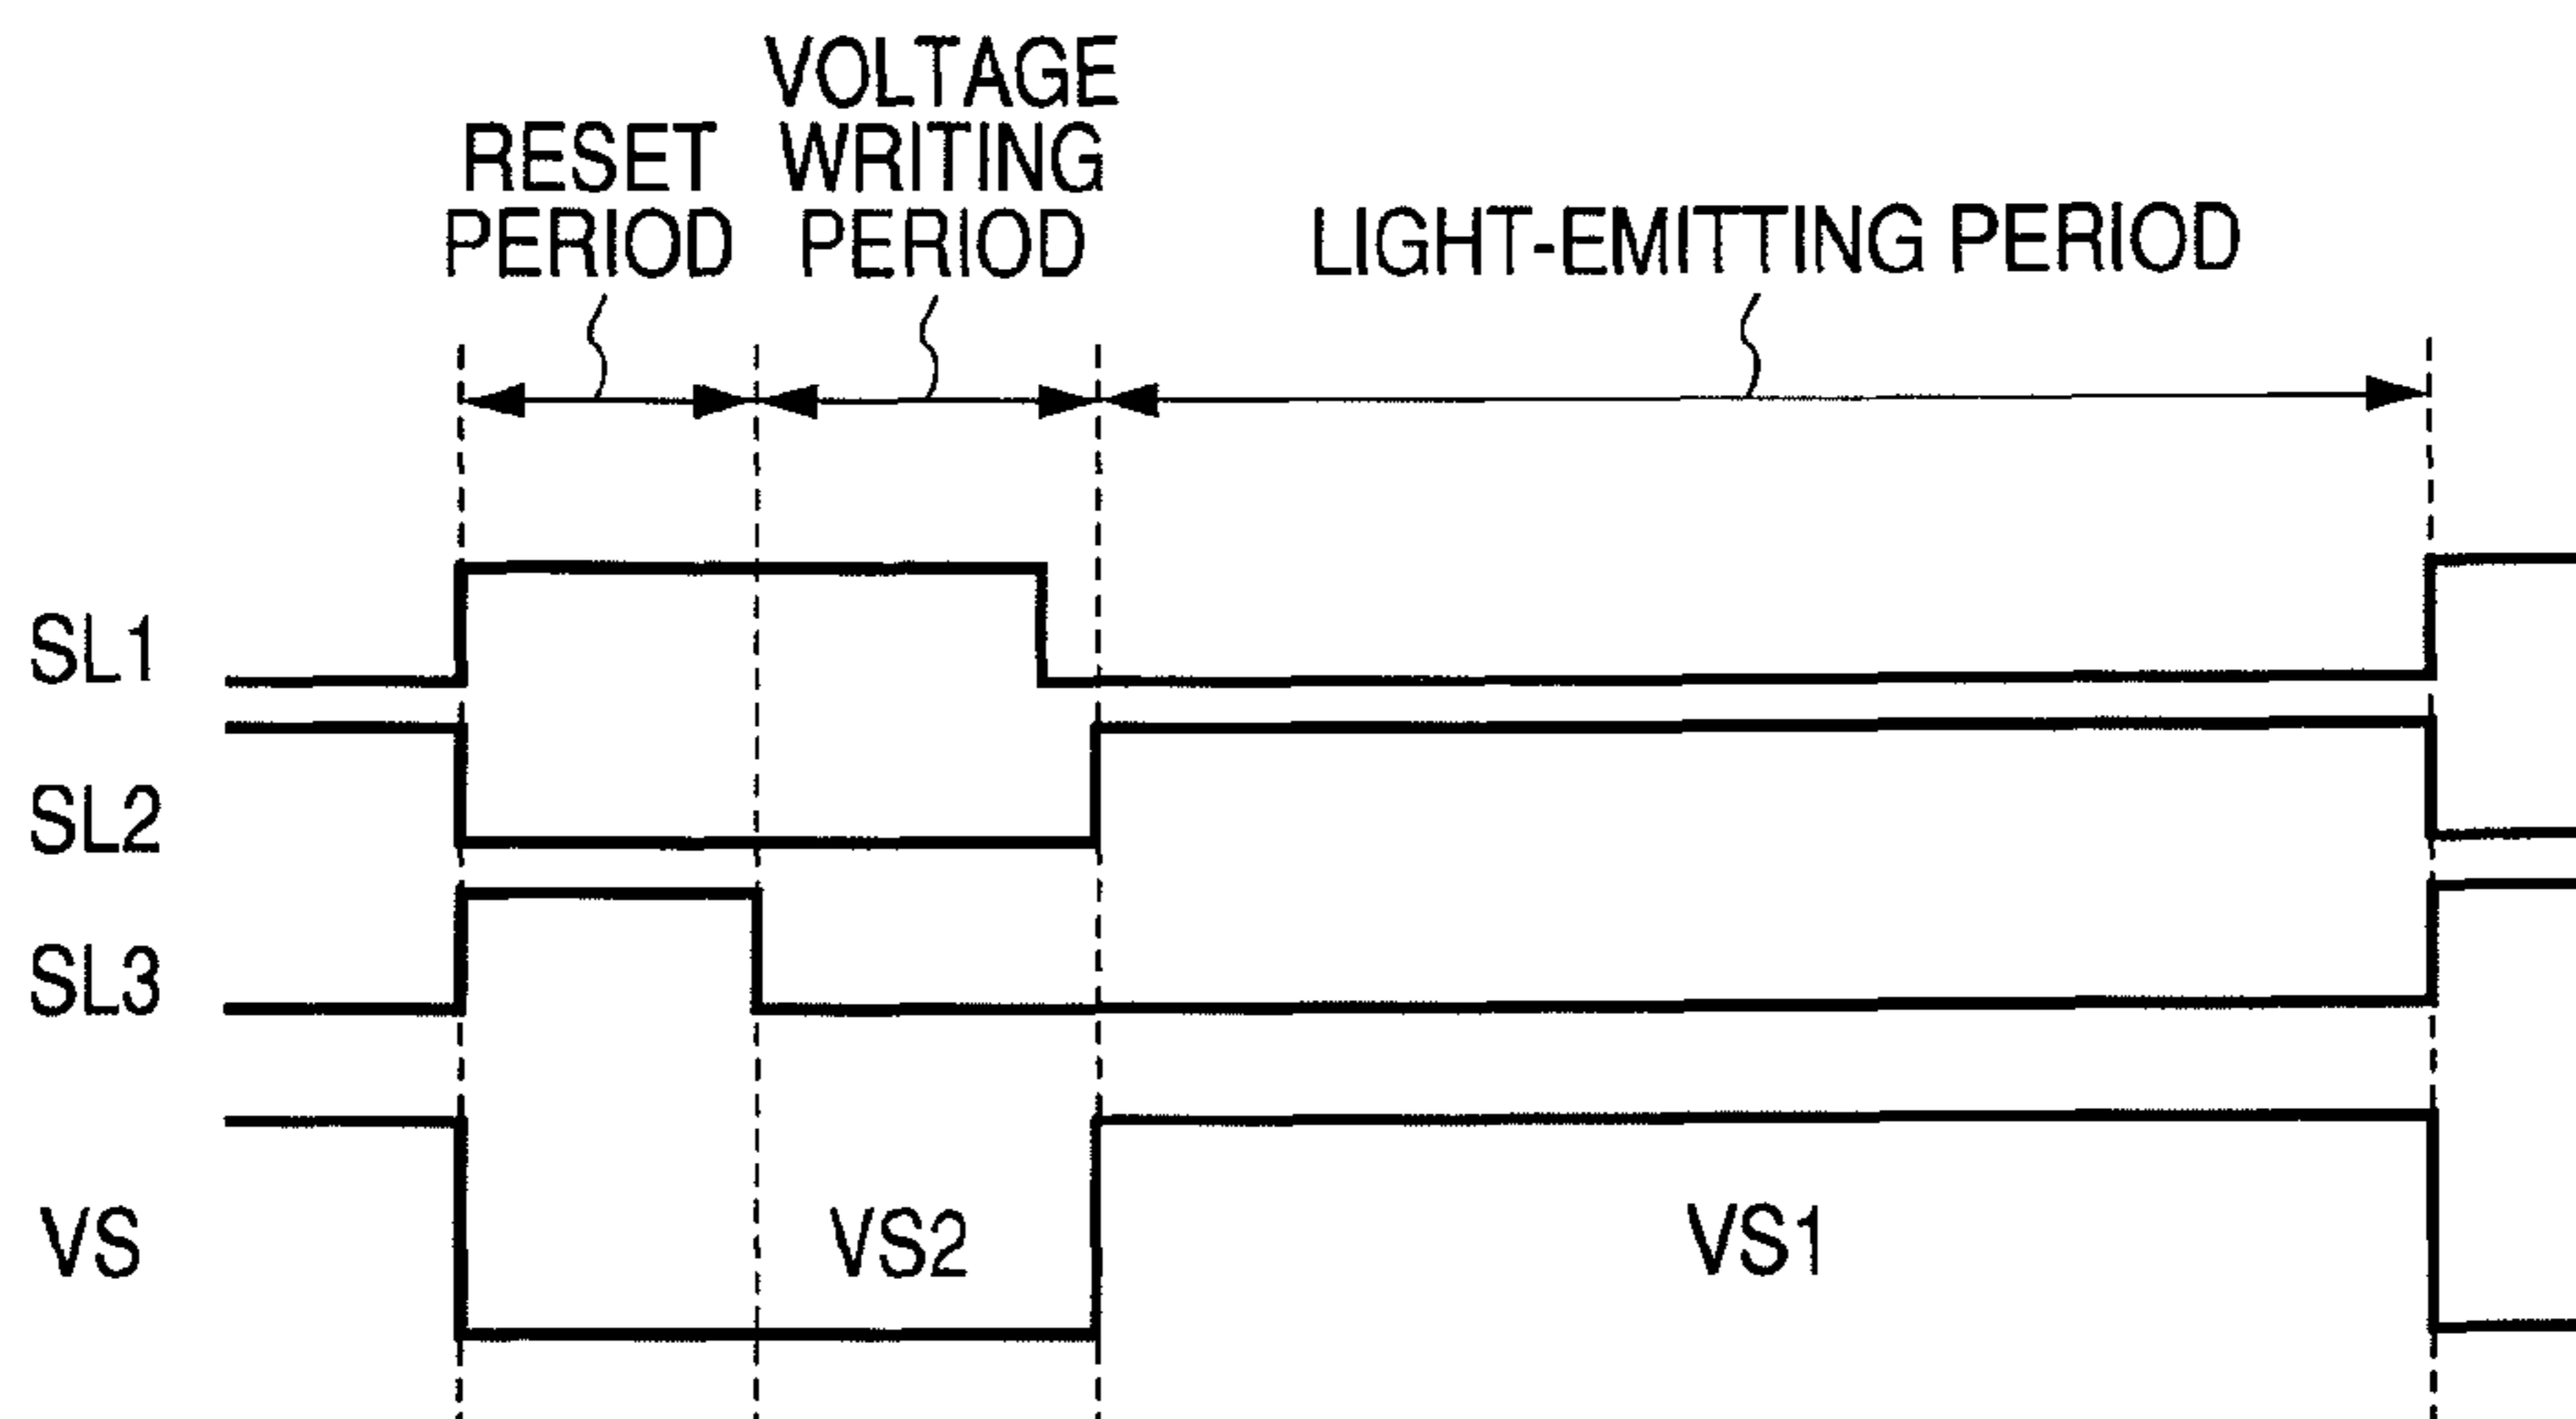 RESET
PERIOD
VOLTAGE
WRITING
PERIOD
LIGHT-EMITTING PERIOD
SL1
SL2
SL3
VS
VS2
VS1